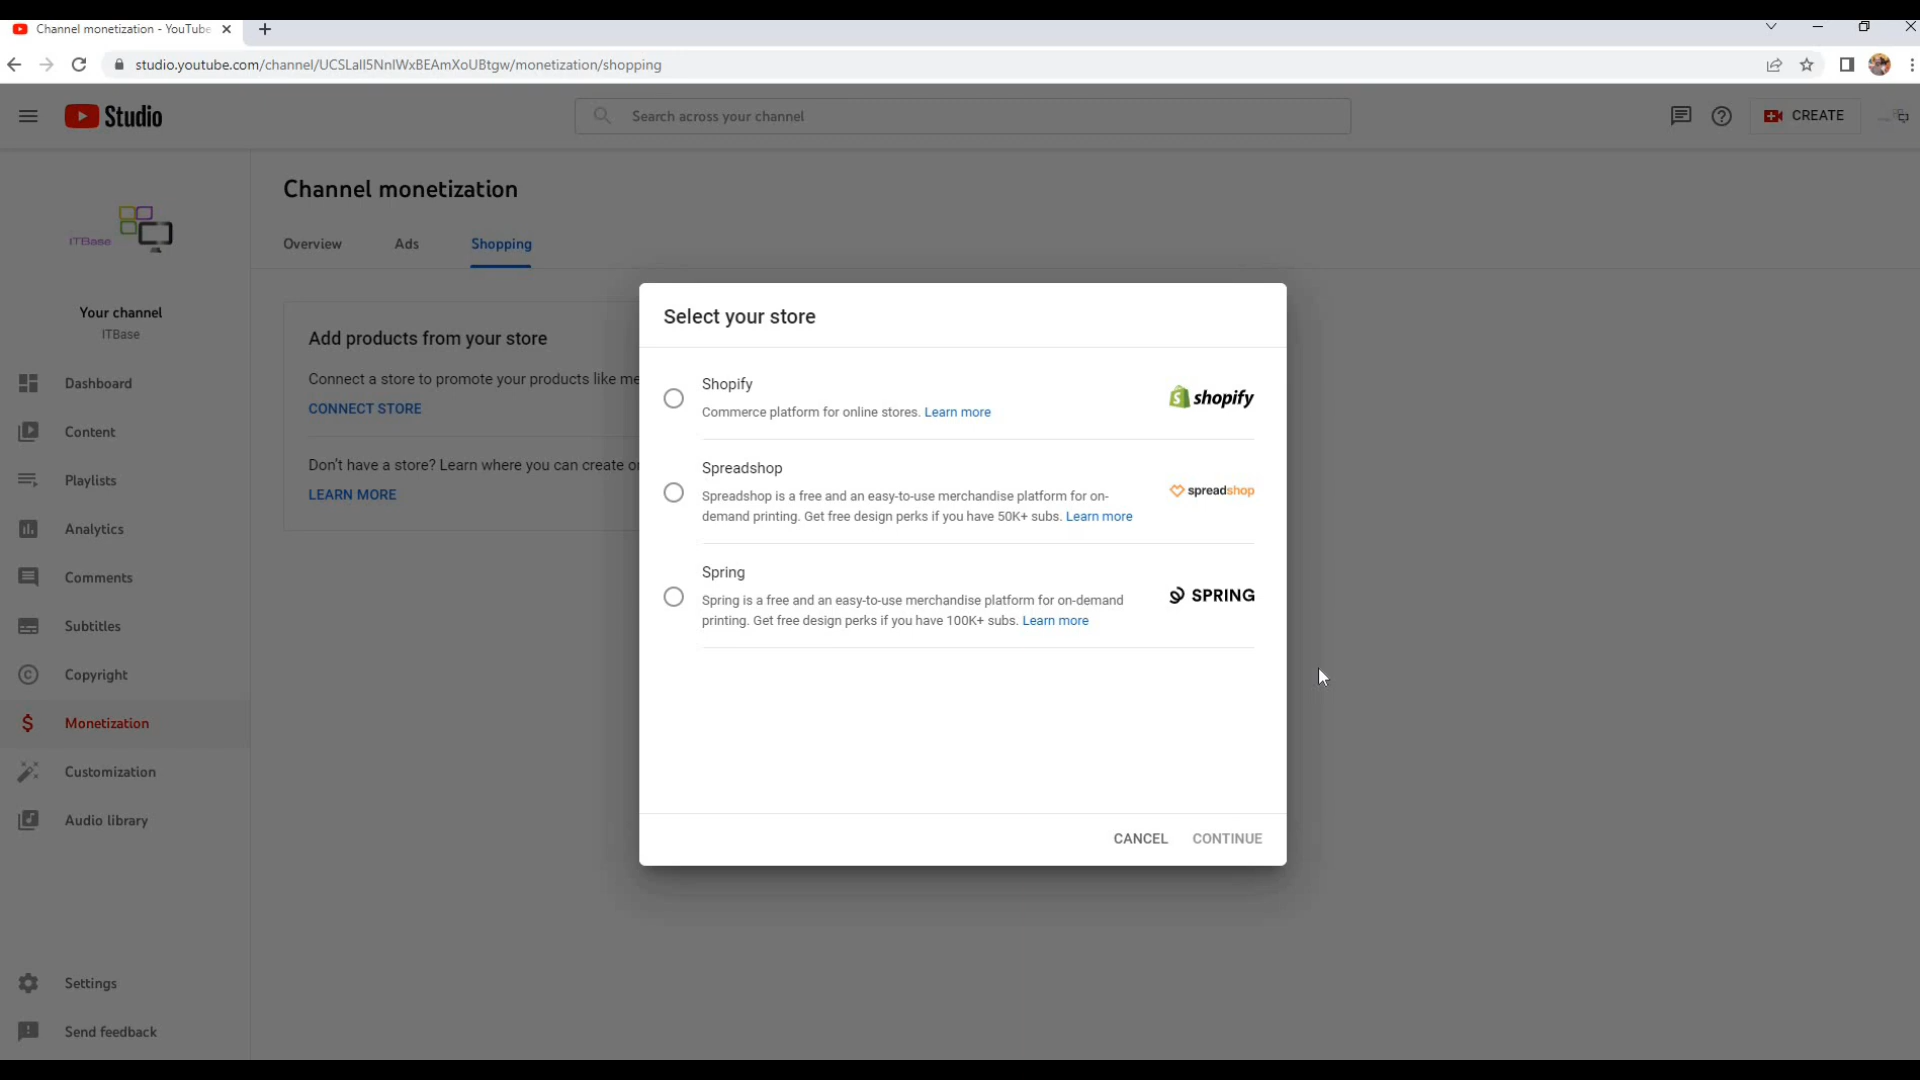 Channel monetization - YouTube
studio.youtube.com/channel/UCSLall5NnIWxBEAmXoUBtgw/monetization/shopping
Studio
Search across your channel
CREATE
Channel monetization
Overview Ads Shopping
ITBase
Your channel
ITBase
Dashboard
Content
Playlists
Analytics
Comments
Subtitles
Copyright
Monetization
Customization
Audio library
Settings
Send feedback
Add products from your store
Connect a store to promote your products like me
CONNECT STORE
Don't have a store? Learn where you can create on
LEARN MORE
Select your store
Shopify
Commerce platform for online stores. Learn more
shopify
Spreadshop
Spreadshop is a free and an easy-to-use merchandise platform for on-
demand printing. Get free design perks if you have 50K+ subs. Learn more
spreadshop
Spring
Spring is a free and an easy-to-use merchandise platform for on-demand
printing. Get free design perks if you have 100K+ subs. Learn more
SPRING
CANCEL CONTINUE